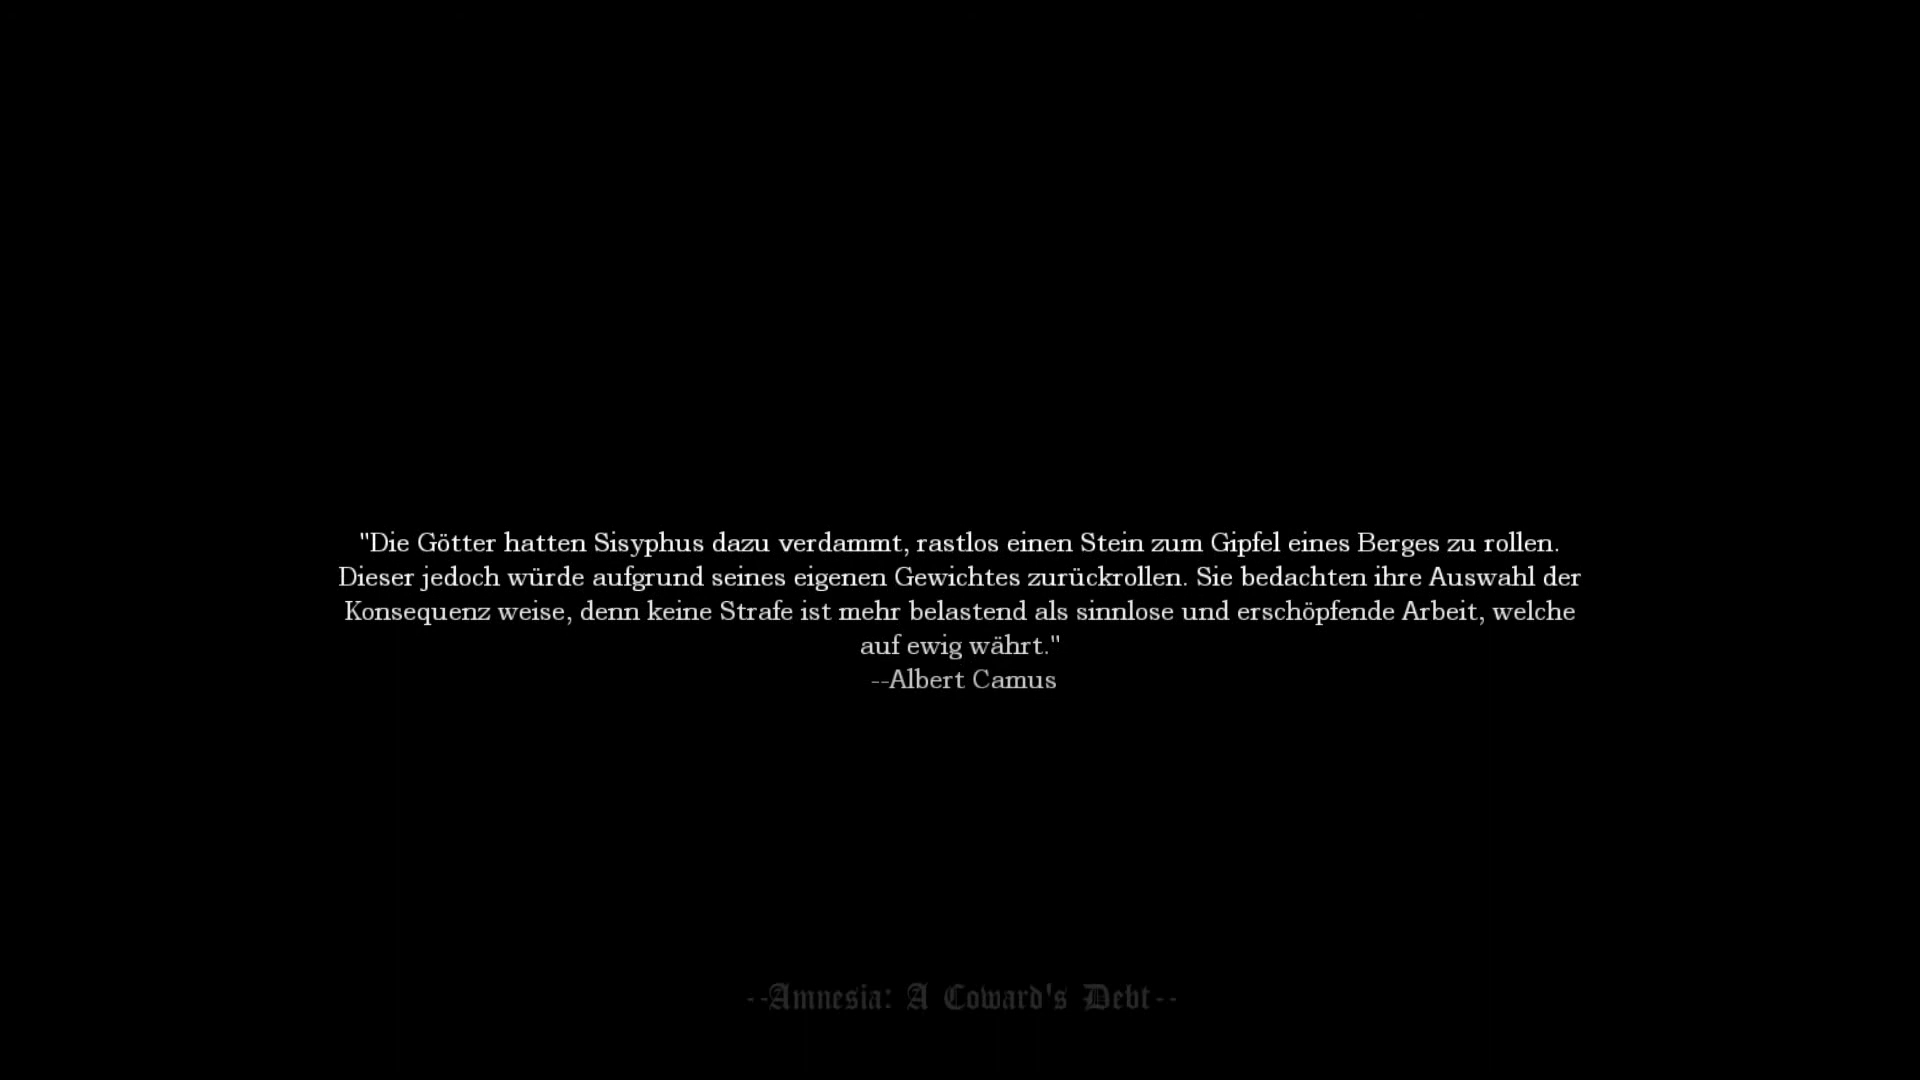 "Die Götter hatten Sisyphus dazu verdammt, rastlos einen Stein zum Gipfel eines Berges zu rollen.
Dieser jedoch würde aufgrund seines eigenen Gewichtes zurückrollen. Sie bedachten ihre Auswahl der
Konsequenz weise, denn keine Strafe ist mehr belastend als sinnlose und erschöpfende Arbeit, welche
auf ewig währt."
--Albert Camus
--Amnesia: A Coward's Debt--